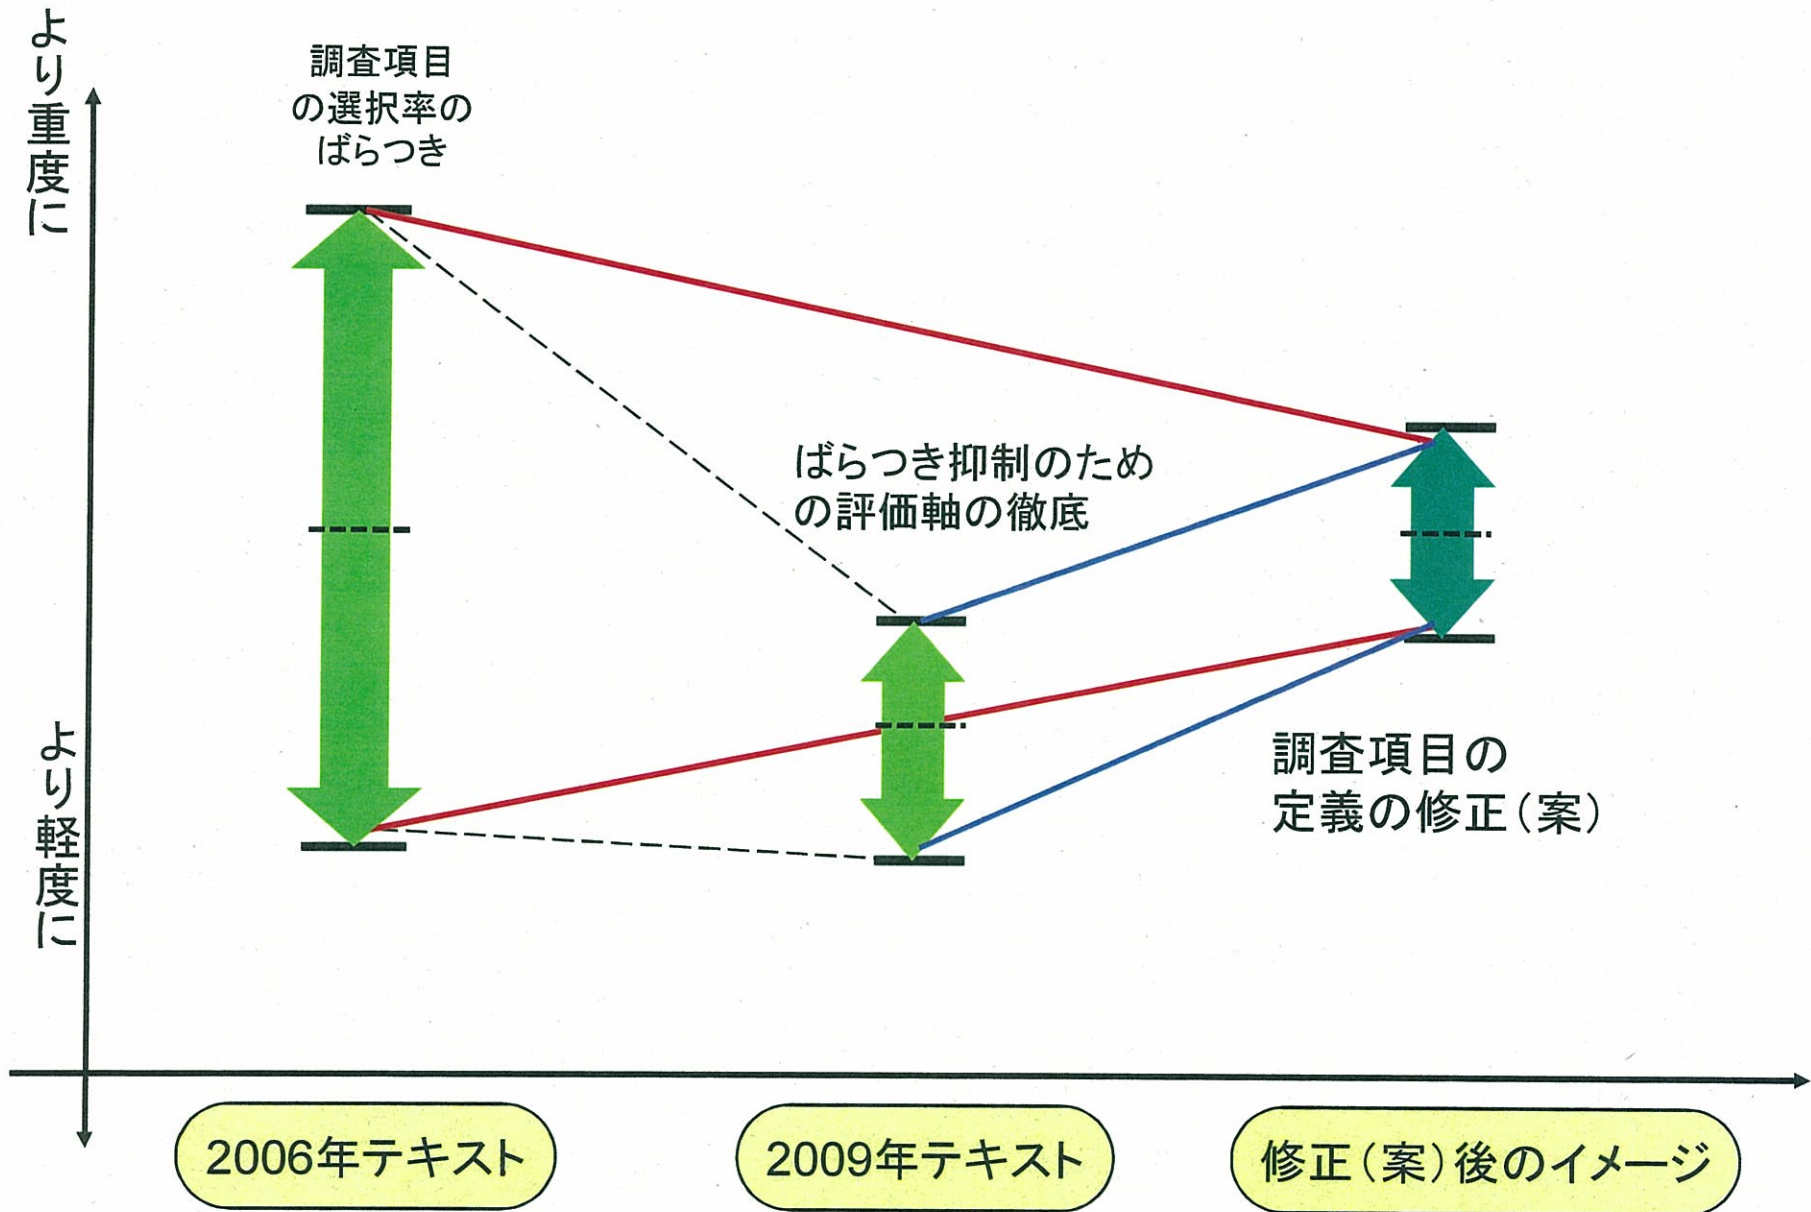 より重度に
調査項目
の選択率の
ばらつき
ばらつき抑制のため
の評価軸の徹底
より軽度に
調査項目の
定義の修正（案）
2006年テキスト
2009年テキスト
修正（案）後のイメージ